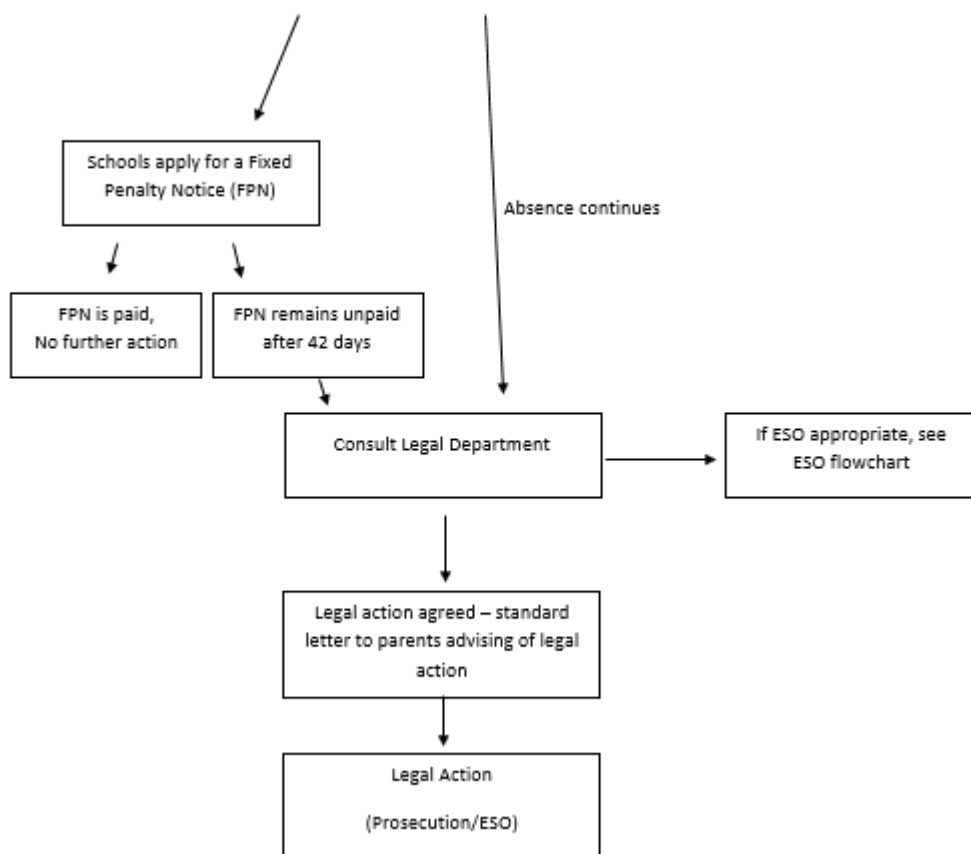 Schools apply for a Fixed
Penalty Notice (FPN)
Absence continues
FPN is paid,
No further action
FPN remains unpaid
after 42 days
Consult Legal Department
If ESO appropriate, see
ESO flowchart
Legal action agreed – standard
letter to parents advising of legal
action
Legal Action
(Prosecution/ESO)